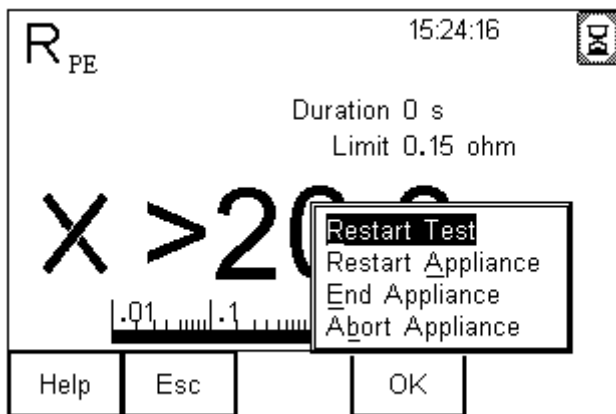 R PE
15:24:16
Duration 0 s
Limit 0.15 ohm
X >20
Restart Test
Restart Appliance
End Appliance
Abort Appliance
.01 .1
Help Esc OK